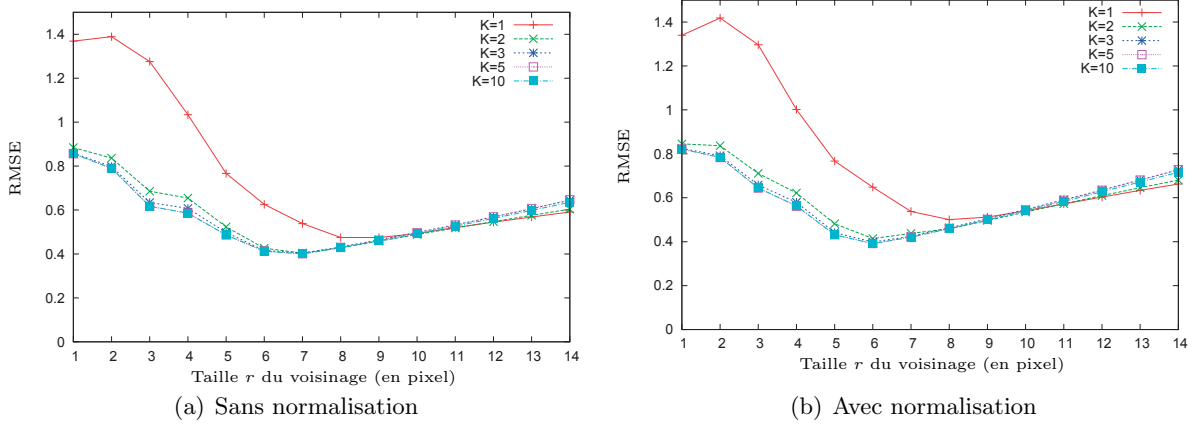 RMSE
1.4
1.2
1
0.8
0.6
0.4
0.2
0
K=1
K=2
K=3
K=5
K=10
1 2 3 4 5 6 7 8 9 10 11 12 13 14
Taille r du voisinage (en pixel)
(a) Sans normalisation
RMSE
1.4
1.2
1
0.8
0.6
0.4
0.2
0
K=1
K=2
K=3
K=5
K=10
1 2 3 4 5 6 7 8 9 10 11 12 13 14
Taille r du voisinage (en pixel)
(b) Avec normalisation